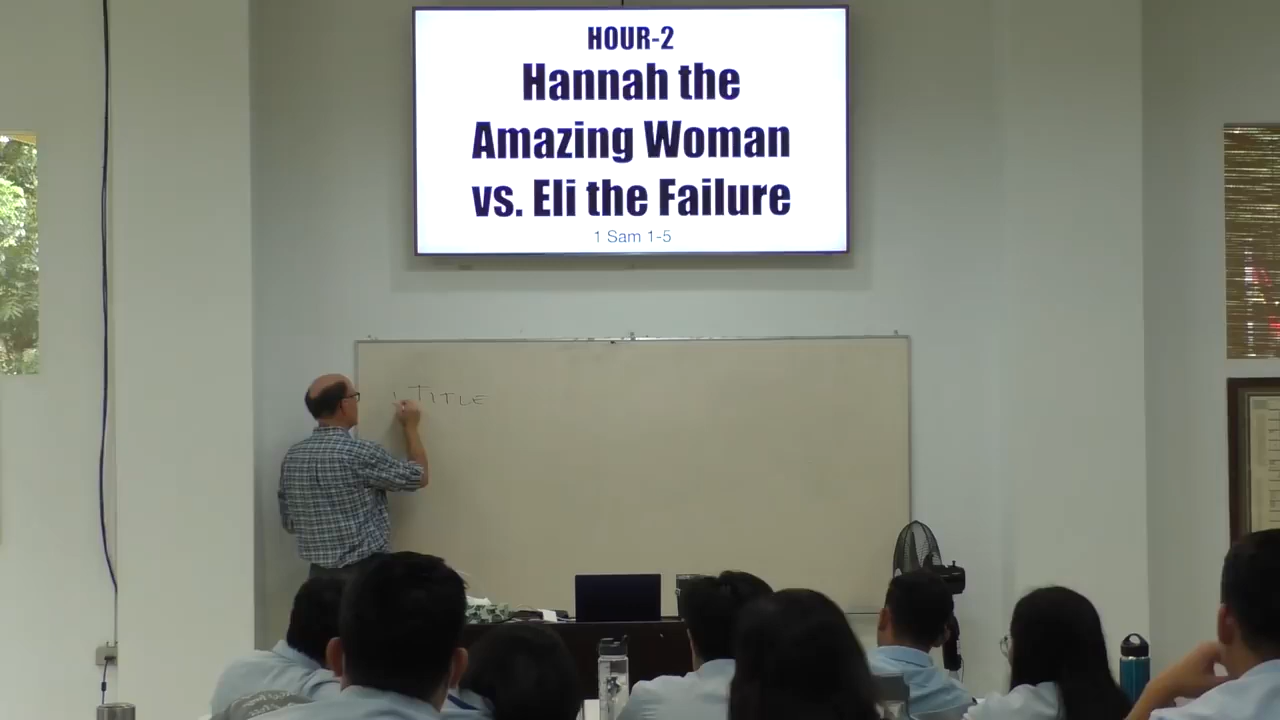 HOUR-2
Hannah the
Amazing Woman
vs. Eli the Failure
1 Sam 1-5
TITLE